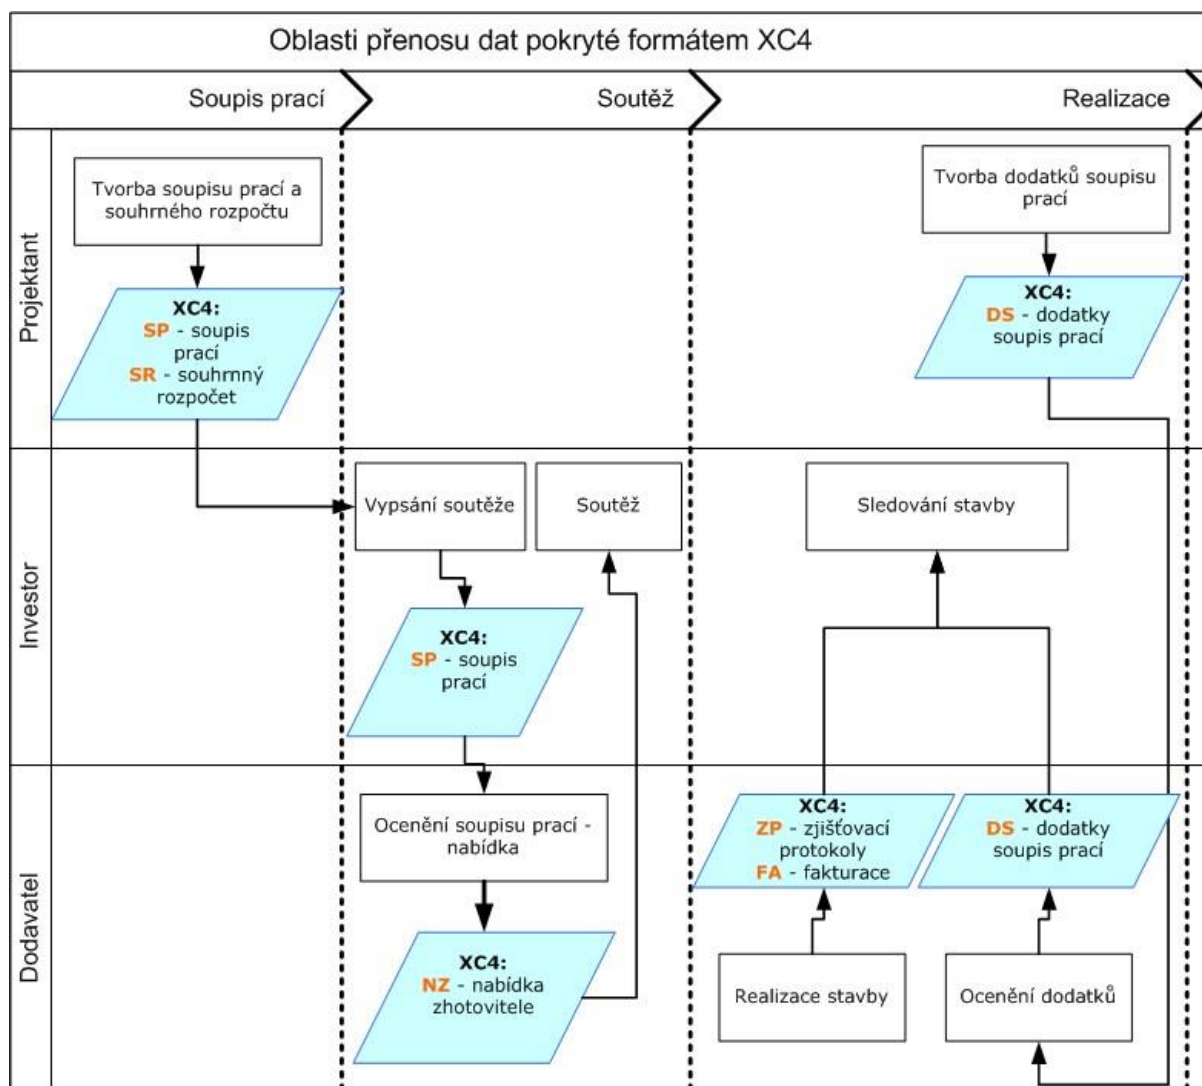 Oblasti přenosu dat pokryté formátem XC4
Soupis prací
Soutěž
Realizace
Projektant
Tvorba soupisu prací a
souhrného rozpočtu
XC4:
SP - soupis
prací
SR - souhrnný
rozpočet
Tvorba dodatků soupisu
prací
XC4:
DS - dodatky
soupis prací
Investor
Vypsání soutěže
Soutěž
Sledování stavby
XC4:
SP - soupis
prací
Dodavatel
Ocenění soupisu prací -
nabídka
XC4:
NZ - nabídka
zhotovitele
XC4:
ZP - zjišťovací
protokoly
FA - fakturace
XC4:
DS - dodatky
soupis prací
Realizace stavby
Ocenění dodatků